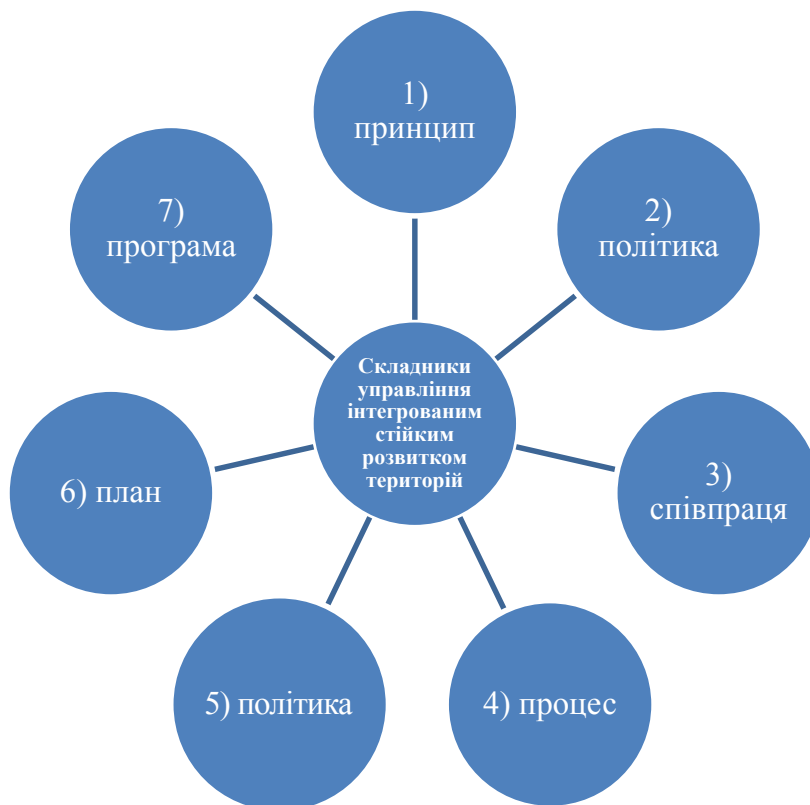 1)
принцип
2)
політика
3)
співпраця
4) процес
5) політика
6) план
7)
програма
Складники
управління
інтегрованим
стійким
розвитком
територій